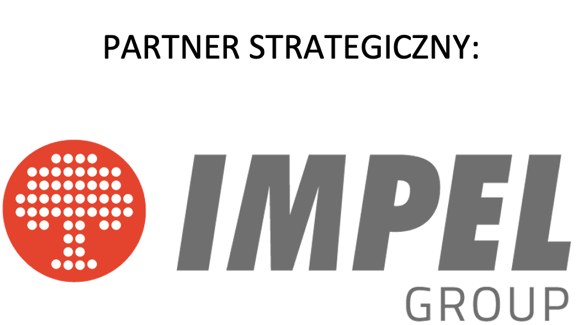 PARTNER STRATEGICZNY:
IMPEL
GROUP